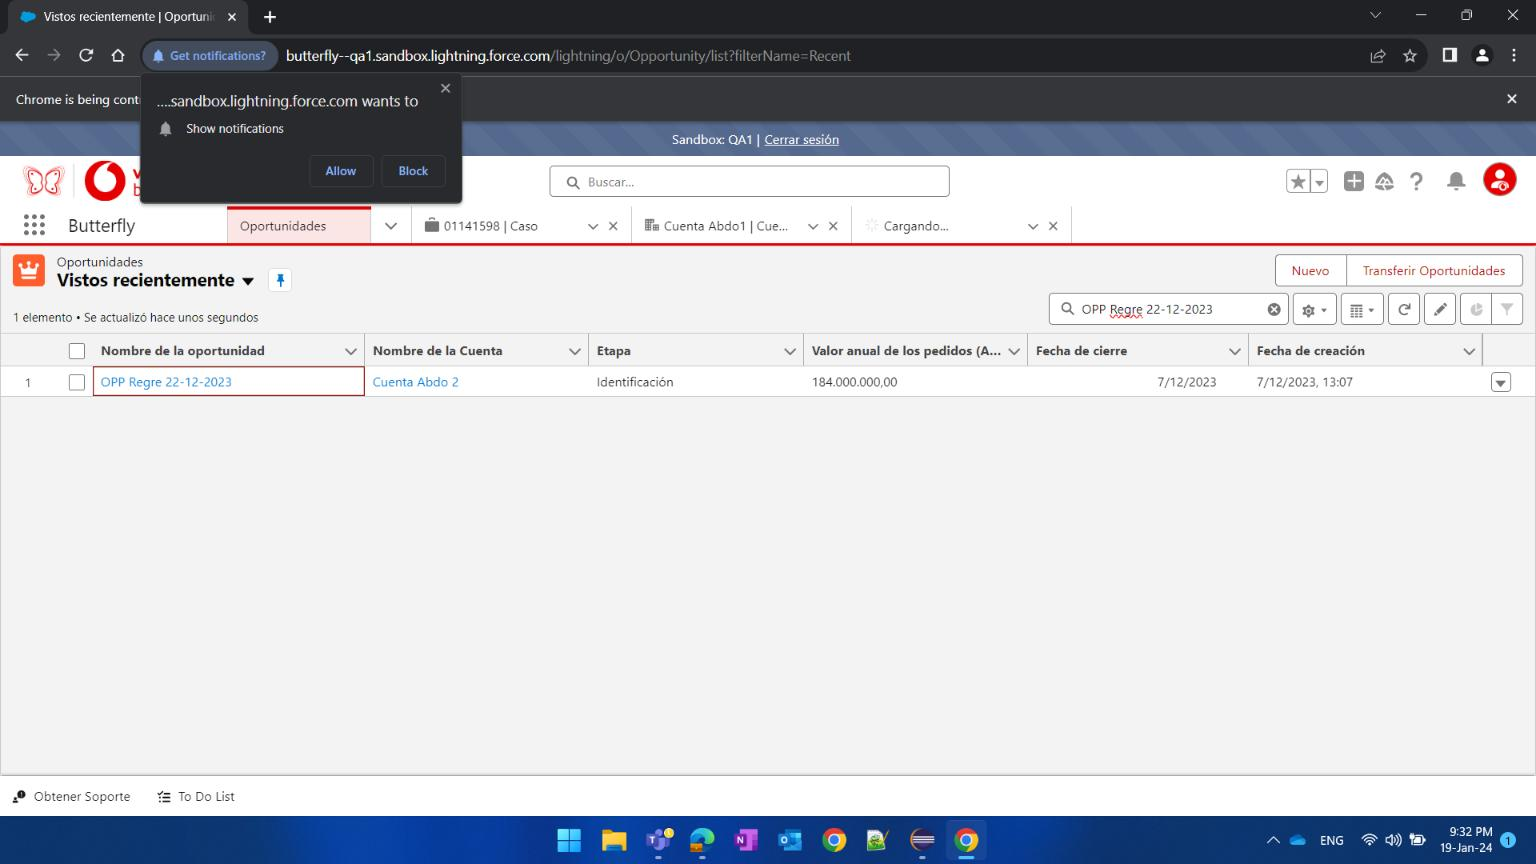 Vistos recientemente | Oportuni
Get notifications?
butterfly--qa1.sandbox.lightning.force.com/lightning/o/Opportunity/list?filterName=Recent
Chrome is being cont
....sandbox.lightning.force.com wants to
Show notifications
Allow
Block
Sandbox: QA1 | Cerrar sesión
Buscar...
Butterfly
Oportunidades
01141598 | Caso
Cuenta Abdo1 | Cue...
Cargando...
Oportunidades
Vistos recientemente
Nuevo
Transferir Oportunidades
1 elemento • Se actualizó hace unos segundos
OPP Regre 22-12-2023
Nombre de la oportunidad
Nombre de la Cuenta
Etapa
Valor anual de los pedidos (A...
Fecha de cierre
Fecha de creación
1
OPP Regre 22-12-2023
Cuenta Abdo 2
Identificación
184.000.000,00
7/12/2023
7/12/2023, 13:07
Obtener Soporte
To Do List
ENG
9:32 PM
19-Jan-24
1